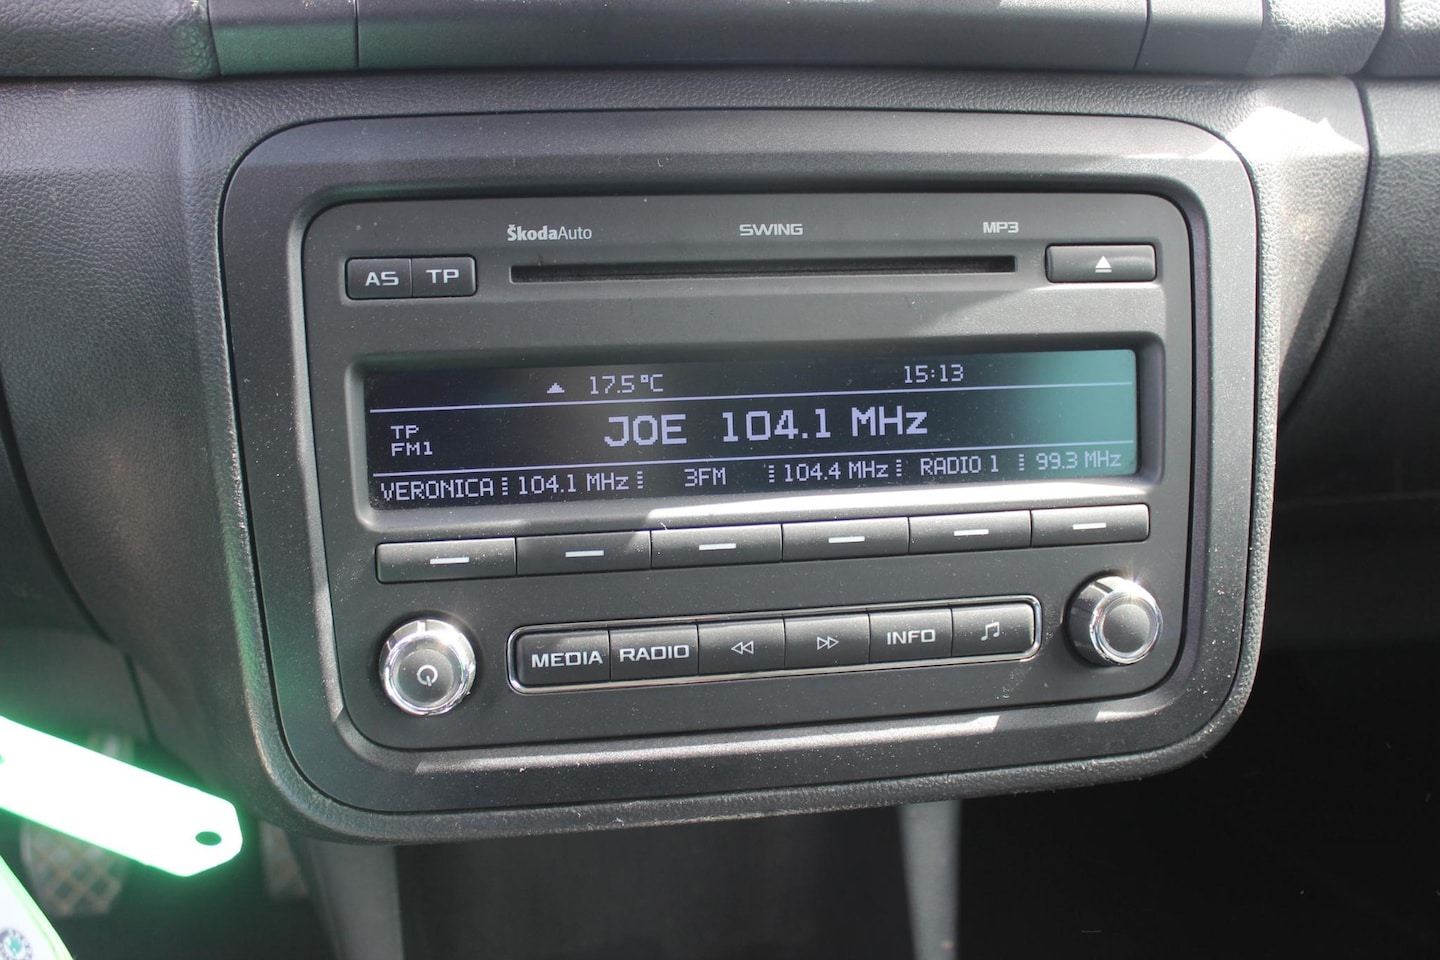 ŠkodaAuto SWING MP3
AS TP
17.5°C 15:13
TP
FM1
JOE 104.1 MHz
VERONICA 104.1 MHz 3FM 104.4 MHz RADIO 1 99.3 MHz
MEDIA RADIO INFO